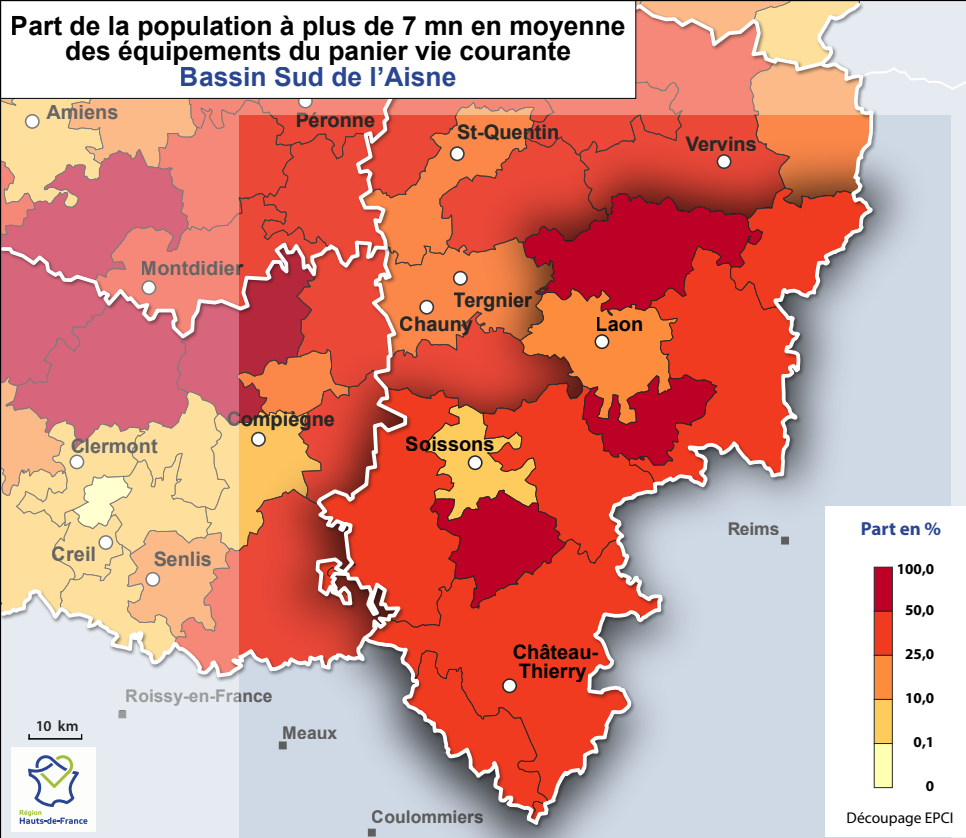 Part de la population à plus de 7 mn en moyenne
des équipements du panier vie courante
Bassin Sud de l'Aisne
Amiens
Péronne
St-Quentin
Vervins
Montdidier
Tergnier
Chauny
Laon
Compiègne
Clermont
Soissons
Creil
Senlis
Reims
Château-
Thierry
Roissy-en-France
Meaux
Coulommiers
10 km
Région
Hauts-de-France
Part en %
100,0
50,0
25,0
10,0
0,1
0
Découpage EPCI